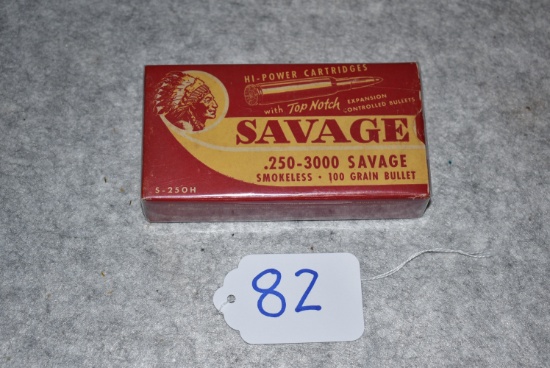 HI-POWER CARTRIDGES
with Top Notch EXPANSION CONTROLLED BULLETS
SAVAGE
.250-3000 SAVAGE
SMOKELESS · 100 GRAIN BULLET
S-250H
82